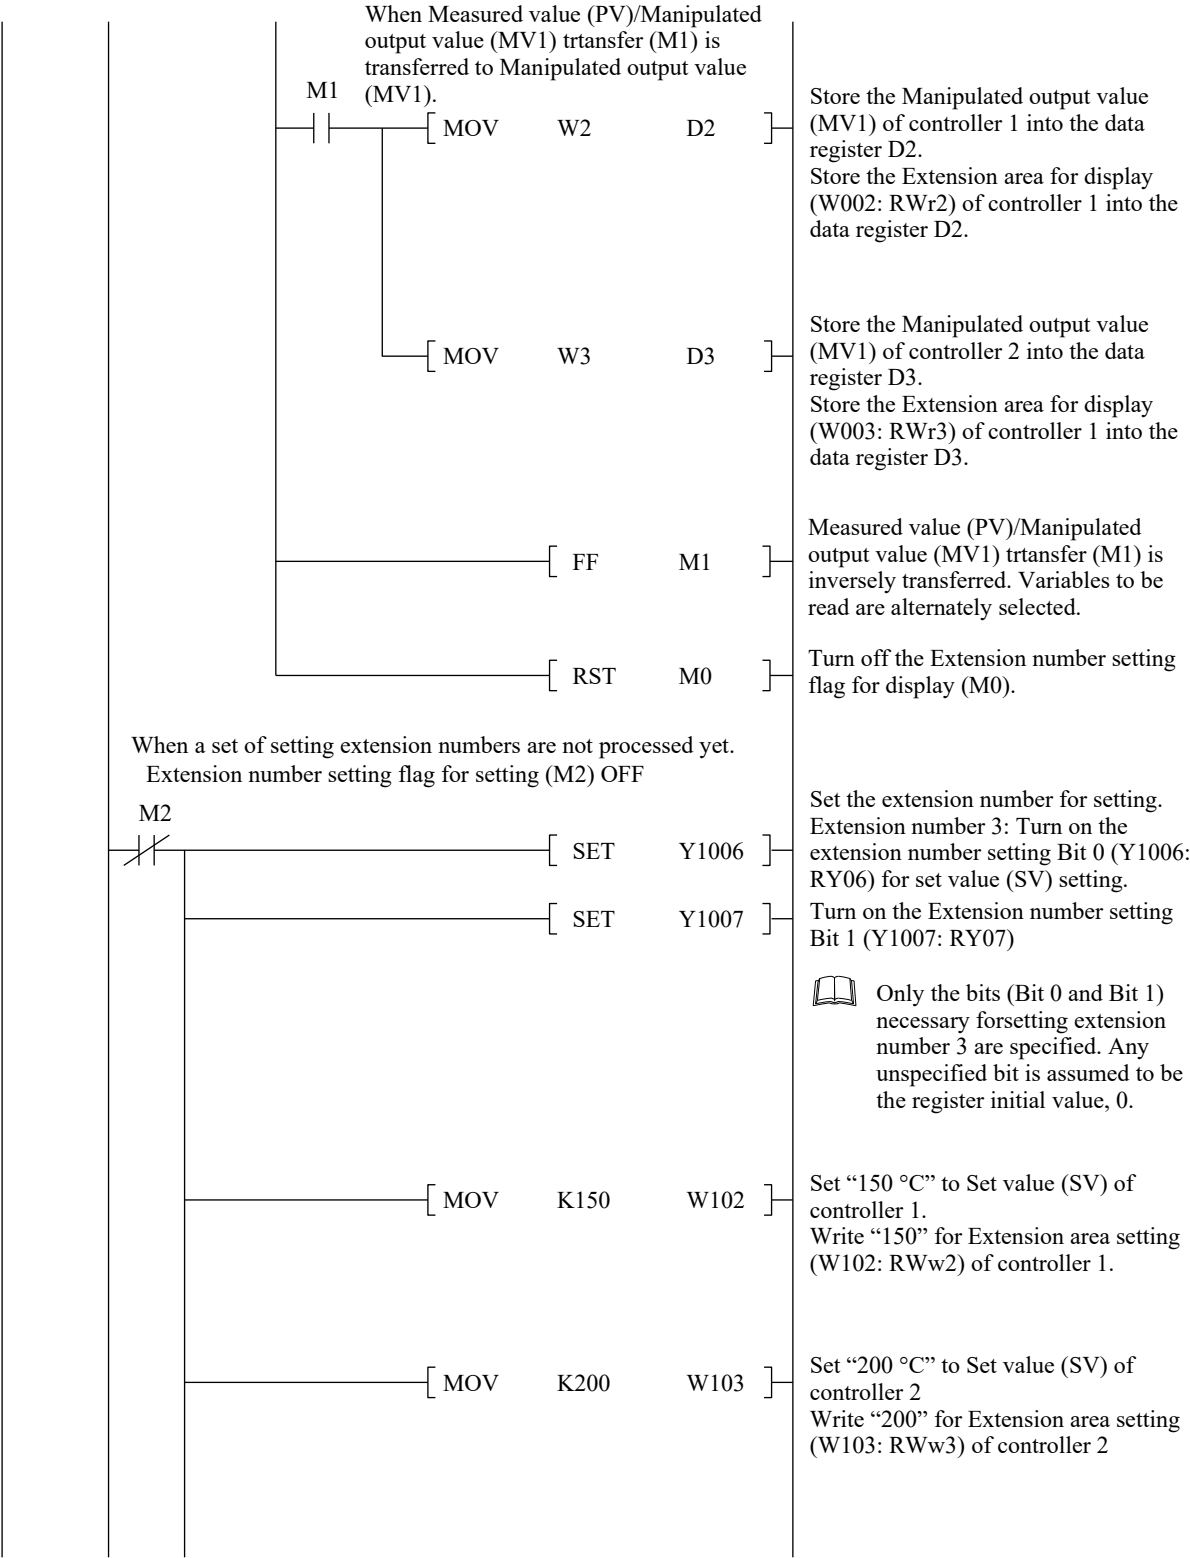 When Measured value (PV)/Manipulated
output value (MV1) trtansfer (M1) is
transferred to Manipulated output value
(MV1).
M1
MOV W2 D2
Store the Manipulated output value
(MV1) of controller 1 into the data
register D2.
Store the Extension area for display
(W002: RWr2) of controller 1 into the
data register D2.
MOV W3 D3
Store the Manipulated output value
(MV1) of controller 2 into the data
register D3.
Store the Extension area for display
(W003: RWr3) of controller 1 into the
data register D3.
FF M1
Measured value (PV)/Manipulated
output value (MV1) trtansfer (M1) is
inversely transferred. Variables to be
read are alternately selected.
RST M0
Turn off the Extension number setting
flag for display (M0).
When a set of setting extension numbers are not processed yet.
Extension number setting flag for setting (M2) OFF
M2
SET Y1006
Set the extension number for setting.
Extension number 3: Turn on the
extension number setting Bit 0 (Y1006:
RY06) for set value (SV) setting.
SET Y1007
Turn on the Extension number setting
Bit 1 (Y1007: RY07)
Only the bits (Bit 0 and Bit 1)
necessary forsetting extension
number 3 are specified. Any
unspecified bit is assumed to be
the register initial value, 0.
MOV K150 W102
Set “150 °C” to Set value (SV) of
controller 1.
Write “150” for Extension area setting
(W102: RWw2) of controller 1.
MOV K200 W103
Set “200 °C” to Set value (SV) of
controller 2
Write “200” for Extension area setting
(W103: RWw3) of controller 2